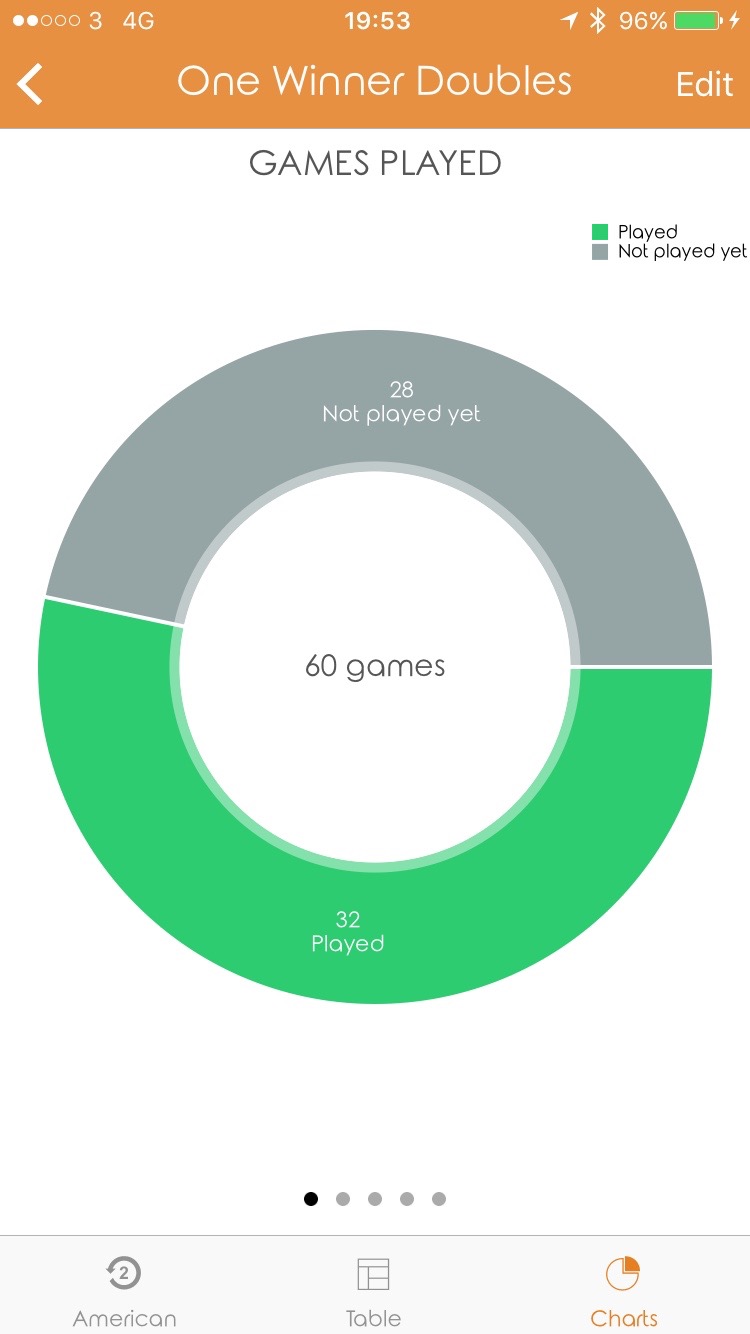 3 4G 19:53 96%
One Winner Doubles Edit
GAMES PLAYED
Played
Not played yet
28
Not played yet
60 games
32
Played
2
American Table Charts